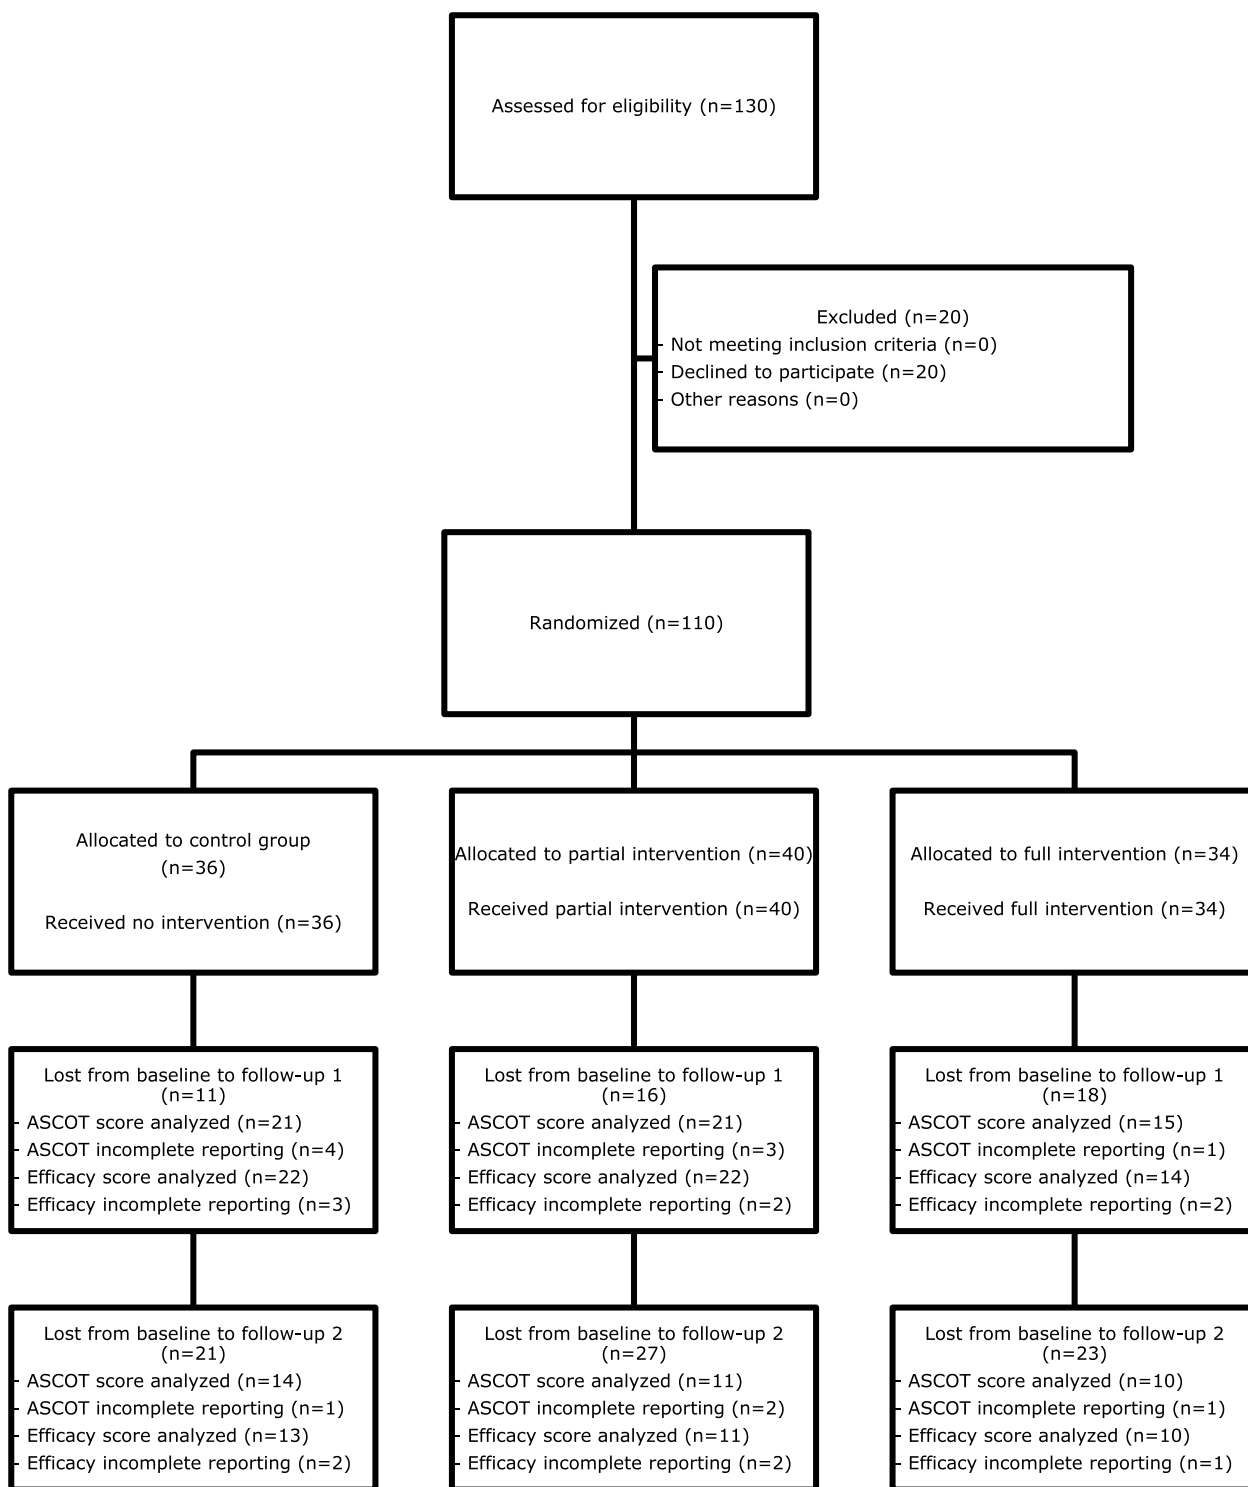 Assessed for eligibility (n=130)
Excluded (n=20)
- Not meeting inclusion criteria (n=0)
- Declined to participate (n=20)
- Other reasons (n=0)
Randomized (n=110)
Allocated to control group
(n=36)
Received no intervention (n=36)
Allocated to partial intervention (n=40)
Received partial intervention (n=40)
Allocated to full intervention (n=34)
Received full intervention (n=34)
Lost from baseline to follow-up 1
(n=11)
- ASCOT score analyzed (n=21)
- ASCOT incomplete reporting (n=4)
- Efficacy score analyzed (n=22)
- Efficacy incomplete reporting (n=3)
Lost from baseline to follow-up 1
(n=16)
- ASCOT score analyzed (n=21)
- ASCOT incomplete reporting (n=3)
- Efficacy score analyzed (n=22)
- Efficacy incomplete reporting (n=2)
Lost from baseline to follow-up 1
(n=18)
- ASCOT score analyzed (n=15)
- ASCOT incomplete reporting (n=1)
- Efficacy score analyzed (n=14)
- Efficacy incomplete reporting (n=2)
Lost from baseline to follow-up 2
(n=21)
- ASCOT score analyzed (n=14)
- ASCOT incomplete reporting (n=1)
- Efficacy score analyzed (n=13)
- Efficacy incomplete reporting (n=2)
Lost from baseline to follow-up 2
(n=27)
- ASCOT score analyzed (n=11)
- ASCOT incomplete reporting (n=2)
- Efficacy score analyzed (n=11)
- Efficacy incomplete reporting (n=2)
Lost from baseline to follow-up 2
(n=23)
- ASCOT score analyzed (n=10)
- ASCOT incomplete reporting (n=1)
- Efficacy score analyzed (n=10)
- Efficacy incomplete reporting (n=1)